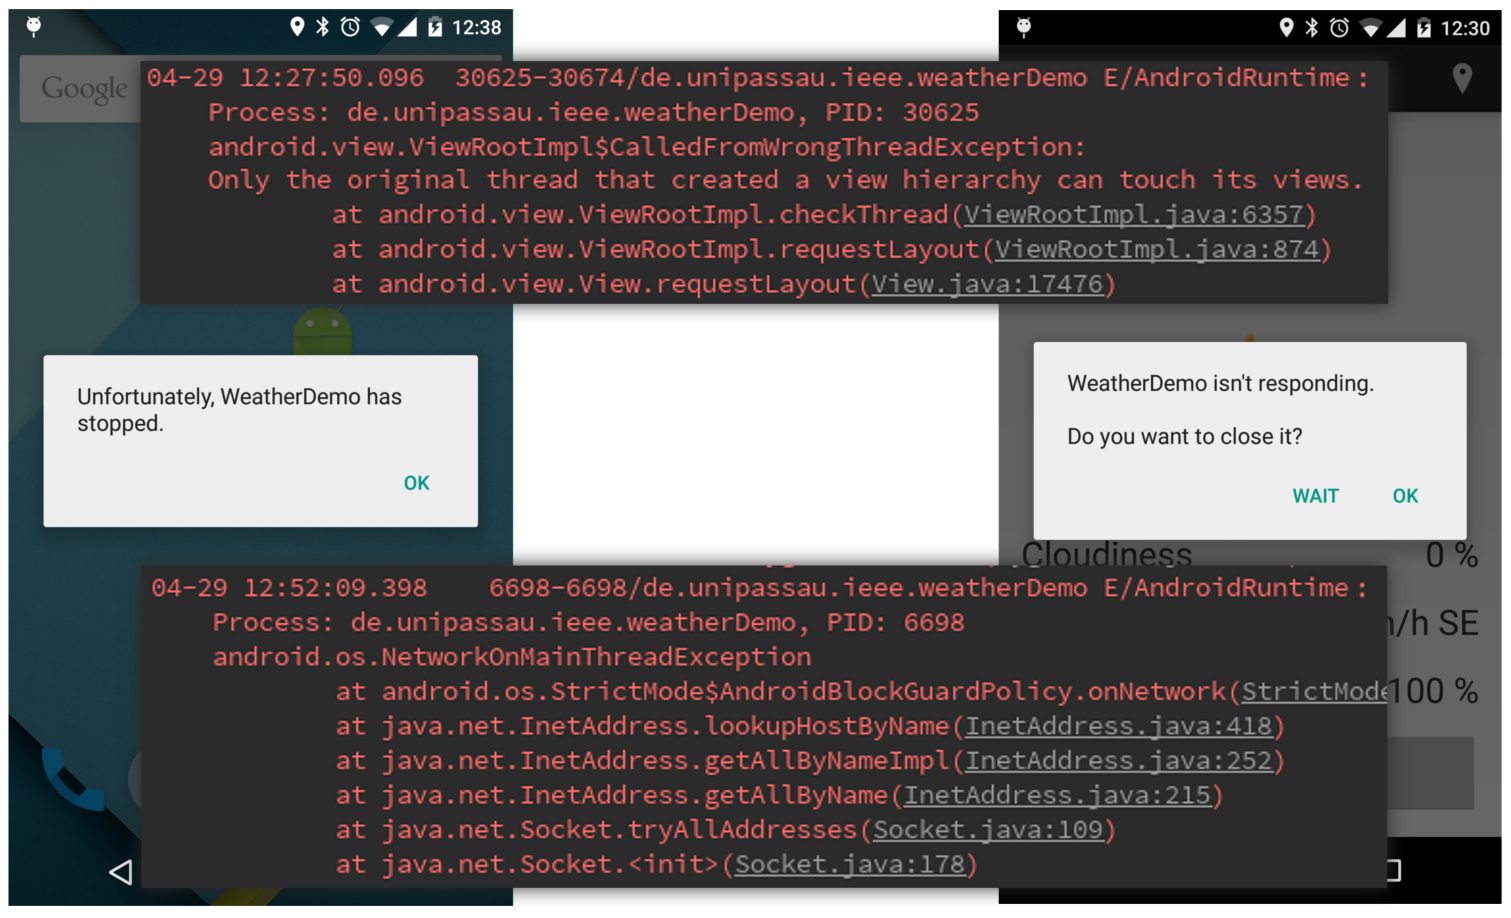 12:38
12:30
Google
04-29 12:27:50.096 30625-30674/de.unipassau.ieee.weatherDemo E/AndroidRuntime:
Process: de.unipassau.ieee.weatherDemo, PID: 30625
android.view.ViewRootImpl$CalledFromWrongThreadException:
Only the original thread that created a view hierarchy can touch its views.
at android.view.ViewRootImpl.checkThread(ViewRootImpl.java:6357)
at android.view.ViewRootImpl.requestLayout(ViewRootImpl.java:874)
at android.view.View.requestLayout(View.java:17476)
Unfortunately, WeatherDemo has
stopped.
OK
WeatherDemo isn't responding.
Do you want to close it?
WAIT OK
Cloudiness 0 %
/h SE
100 %
04-29 12:52:09.398 6698-6698/de.unipassau.ieee.weatherDemo E/AndroidRuntime:
Process: de.unipassau.ieee.weatherDemo, PID: 6698
android.os.NetworkOnMainThreadException
at android.os.StrictMode$AndroidBlockGuardPolicy.onNetwork(StrictMode
at java.net.InetAddress.lookupHostByName(InetAddress.java:418)
at java.net.InetAddress.getAllByNameImpl(InetAddress.java:252)
at java.net.InetAddress.getAllByName(InetAddress.java:215)
at java.net.Socket.tryAllAddresses(Socket.java:109)
at java.net.Socket.<init>(Socket.java:178)